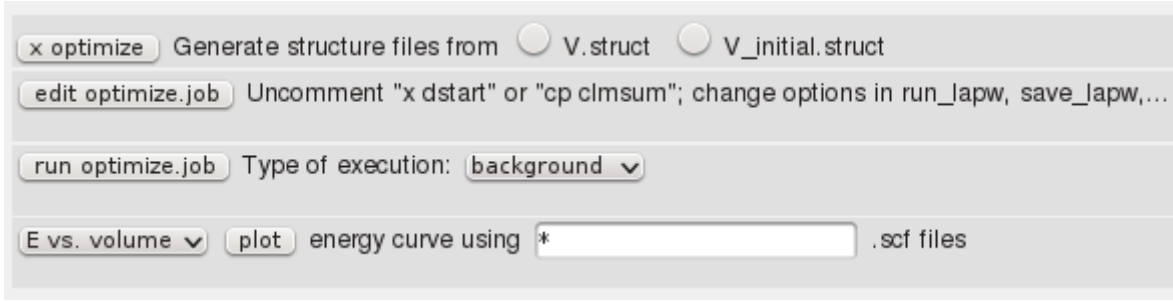 x optimize Generate structure files from V.struct V_initial.struct
edit optimize.job Uncomment "x dstart" or "cp clmsum"; change options in run_lapw, save_lapw,...
run optimize.job Type of execution: background
E vs. volume plot energy curve using * .scf files